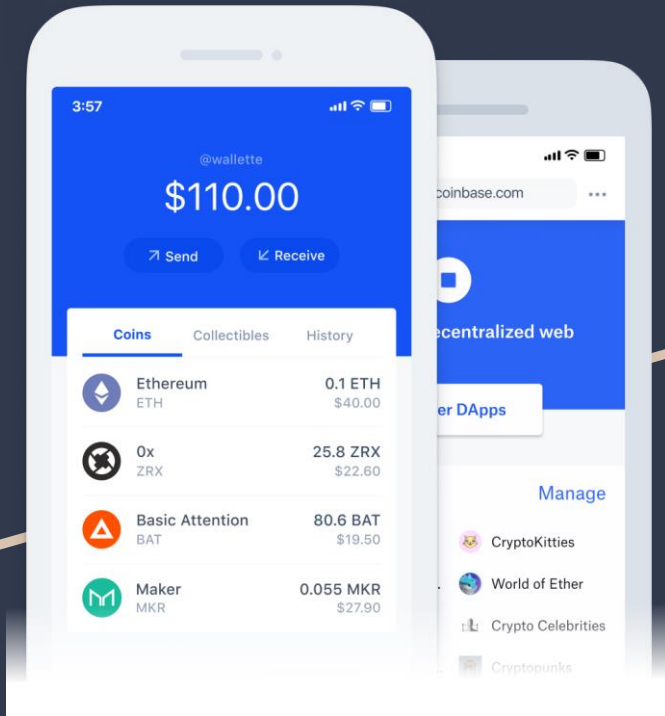 3:57
@wallette
$110.00
Send
Receive
Coins Collectibles History
Ethereum 0.1 ETH
ETH $40.00
0x 25.8 ZRX
ZRX $22.60
Basic Attention 80.6 BAT
BAT $19.50
Maker 0.055 MKR
MKR $27.90
coinbase.com
ecentralized web
er DApps
Manage
CryptoKitties
World of Ether
Crypto Celebrities
Cryptopunks